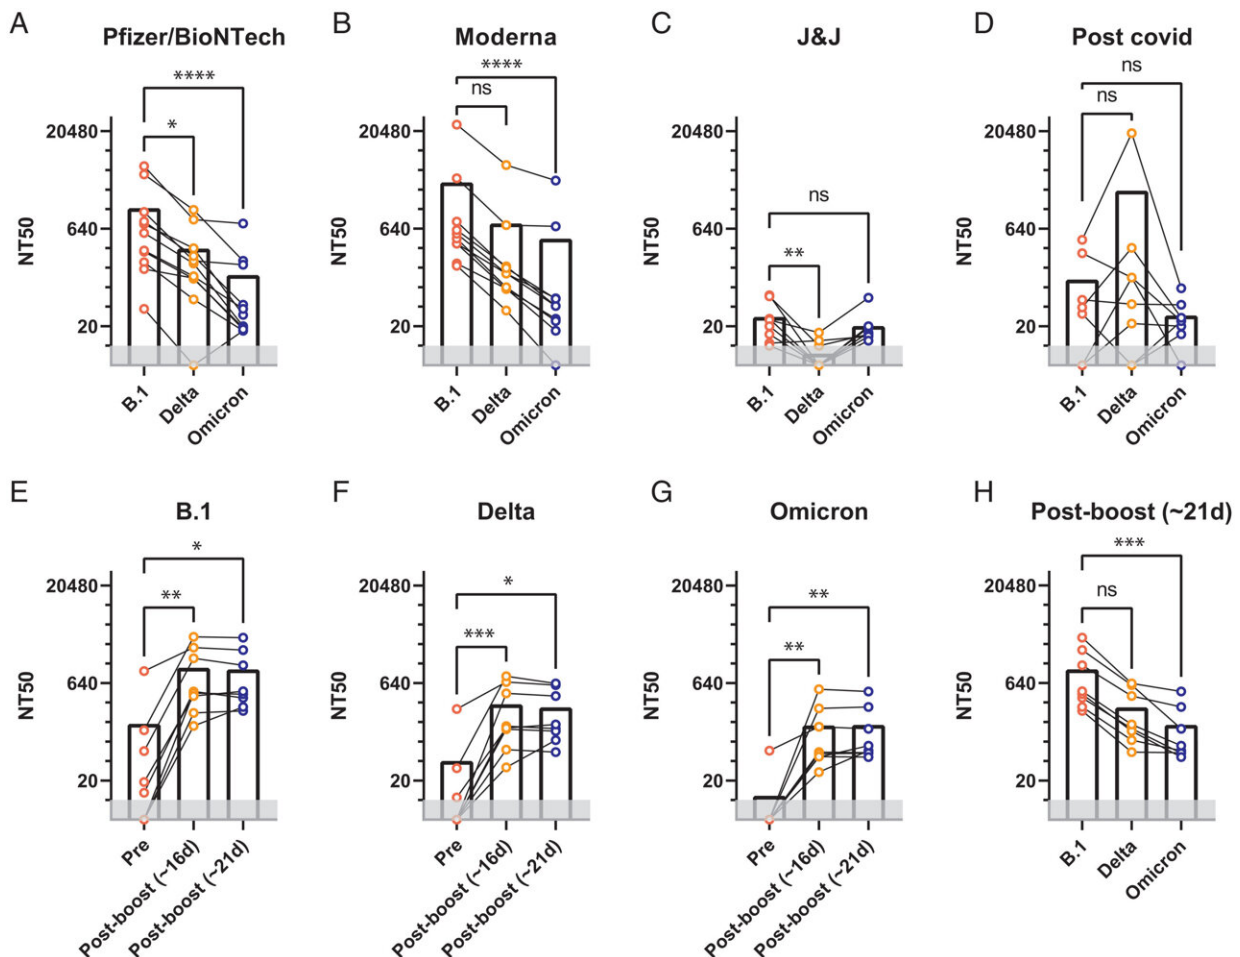 A
Pfizer/BioNTech
****
*
20480
640
20
NT50
B.1
Delta
Omicron
B
Moderna
****
ns
20480
640
20
NT50
B.1
Delta
Omicron
C
J&J
ns
**
20480
640
20
NT50
B.1
Delta
Omicron
D
Post covid
ns
ns
20480
640
20
NT50
B.1
Delta
Omicron
E
B.1
*
**
20480
640
20
NT50
Pre
Post-boost (~16d)
Post-boost (~21d)
F
Delta
*
***
20480
640
20
NT50
Pre
Post-boost (~16d)
Post-boost (~21d)
G
Omicron
**
**
20480
640
20
NT50
Pre
Post-boost (~16d)
Post-boost (~21d)
H
Post-boost (~21d)
***
ns
20480
640
20
NT50
B.1
Delta
Omicron